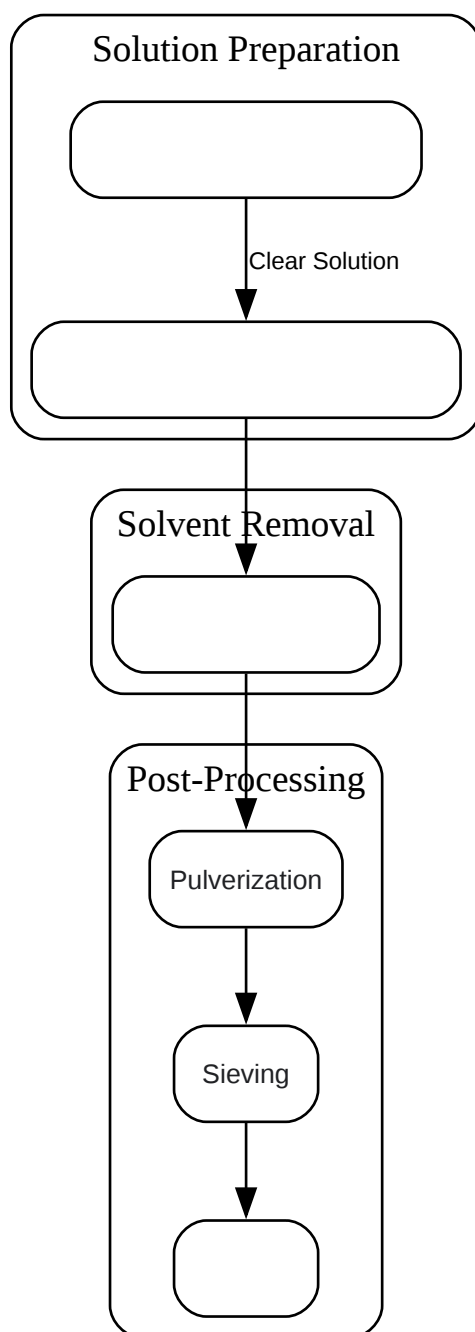 Solution Preparation
Clear Solution
Solvent Removal
Post-Processing
Pulverization
Sieving